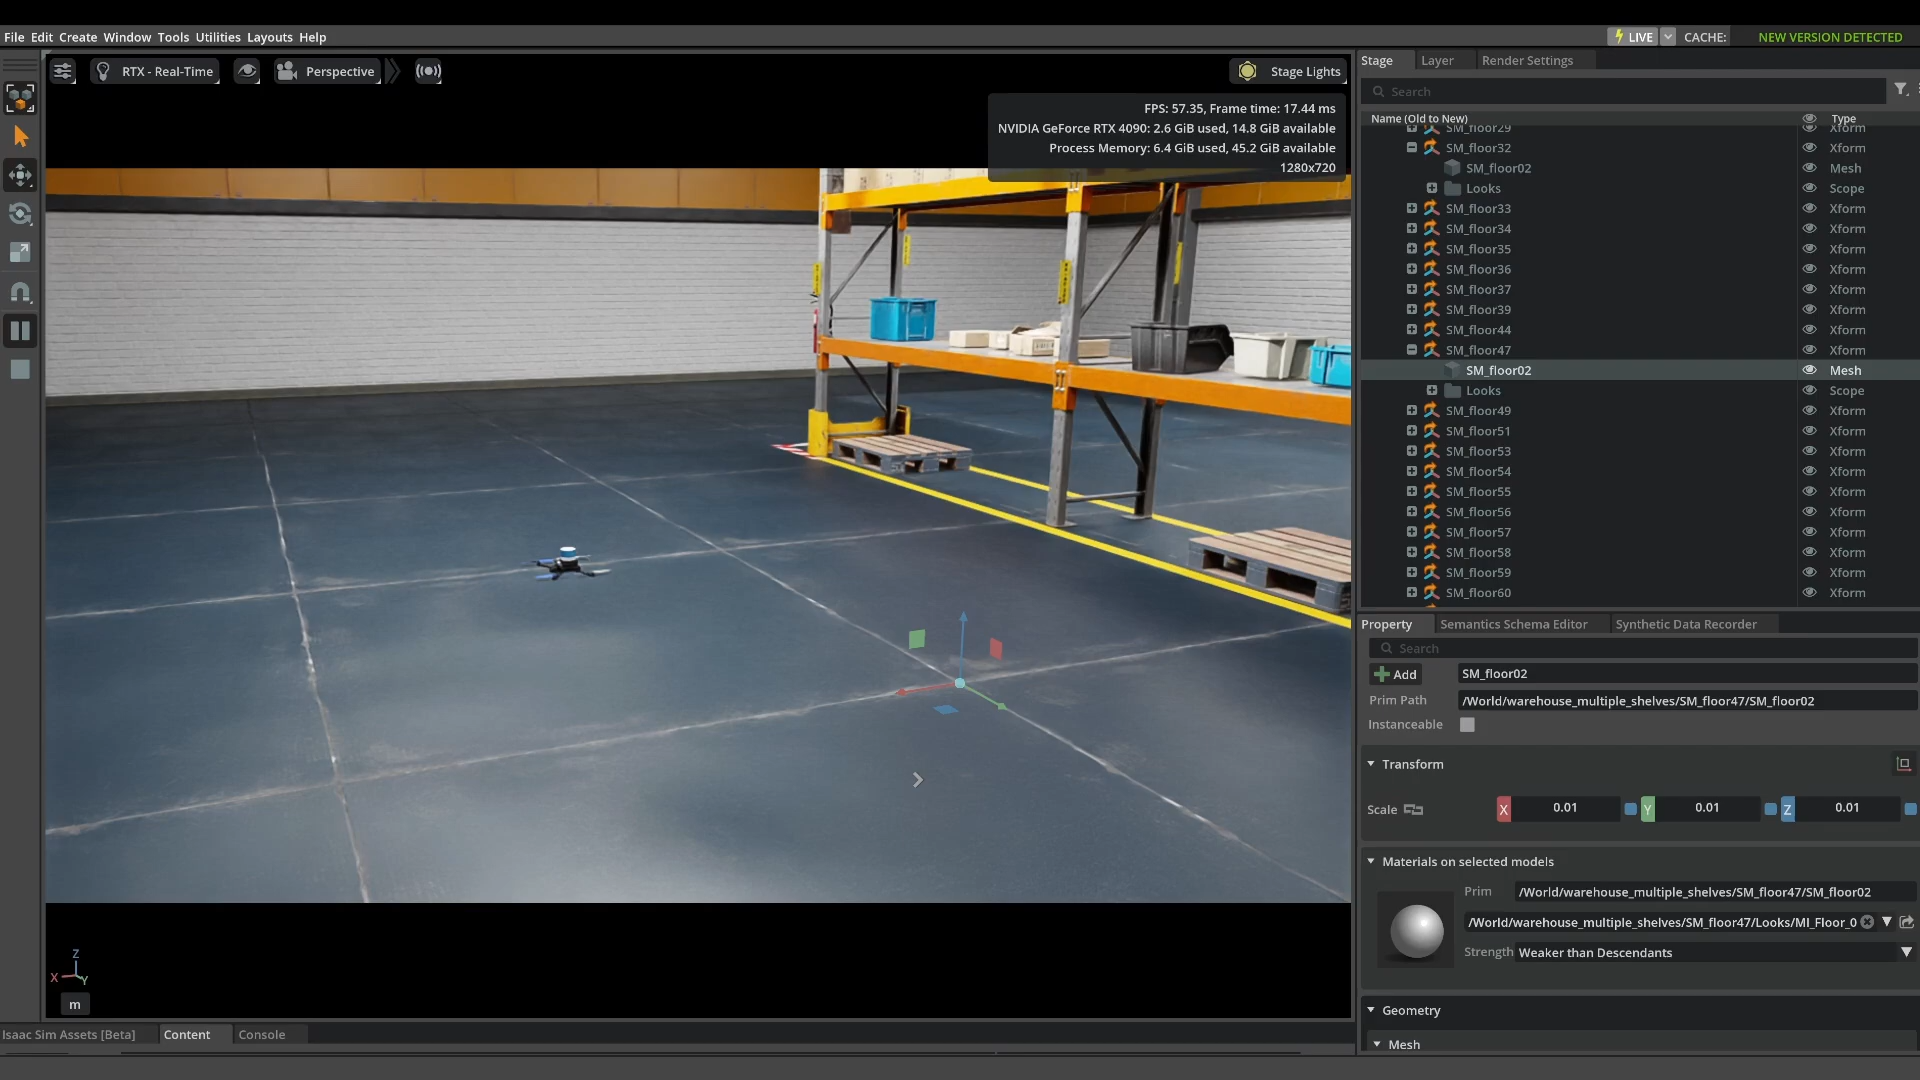 File Edit Create Window Tools Utilities Layouts Help
LIVE CACHE: NEW VERSION DETECTED
RTX - Real-Time Perspective Stage Lights
FPS: 57.35, Frame time: 17.44 ms
NVIDIA GeForce RTX 4090: 2.6 GiB used, 14.8 GiB available
Process Memory: 6.4 GiB used, 45.2 GiB available
1280x720
X Z Y
m
Isaac Sim Assets [Beta] Content Console
Stage Layer Render Settings
Search
Name (Old to New) Type
SM_floor29 Xform
SM_floor32 Xform
SM_floor02 Mesh
Looks Scope
SM_floor33 Xform
SM_floor34 Xform
SM_floor35 Xform
SM_floor36 Xform
SM_floor37 Xform
SM_floor39 Xform
SM_floor44 Xform
SM_floor47 Xform
SM_floor02 Mesh
Looks Scope
SM_floor49 Xform
SM_floor51 Xform
SM_floor53 Xform
SM_floor54 Xform
SM_floor55 Xform
SM_floor56 Xform
SM_floor57 Xform
SM_floor58 Xform
SM_floor59 Xform
SM_floor60 Xform
Property Semantics Schema Editor Synthetic Data Recorder
Search
Add SM_floor02
Prim Path /World/warehouse_multiple_shelves/SM_floor47/SM_floor02
Instanceable
Transform
Scale X 0.01 Y 0.01 Z 0.01
Materials on selected models
Prim /World/warehouse_multiple_shelves/SM_floor47/SM_floor02
/World/warehouse_multiple_shelves/SM_floor47/Looks/MI_Floor_0
Strength Weaker than Descendants
Geometry
Mesh